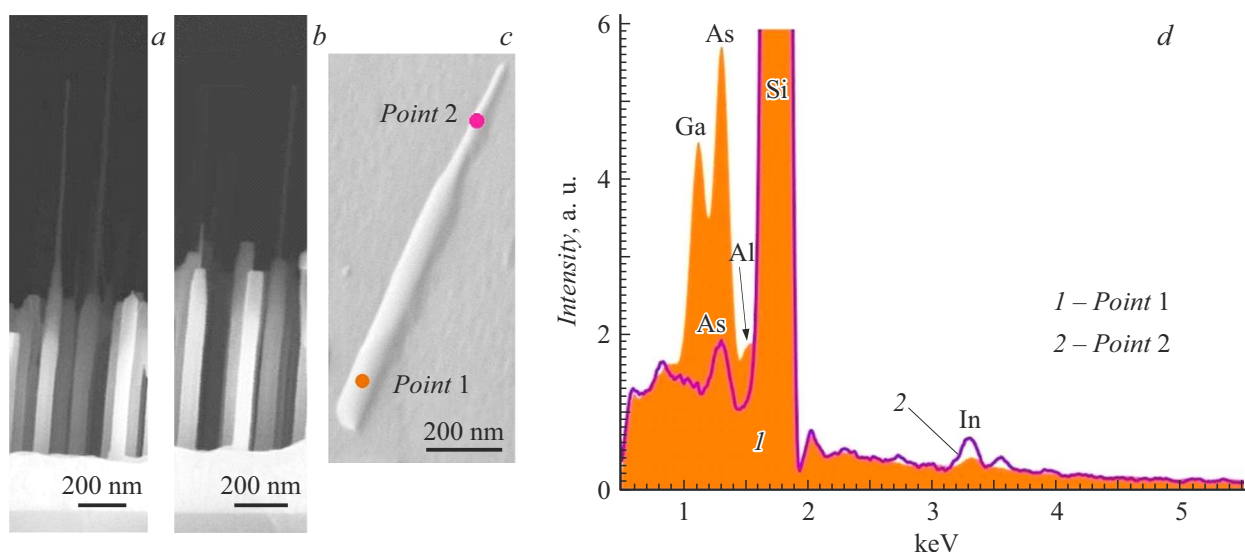 a
b
c
d
Point 2
Point 1
200 nm
200 nm
200 nm
6
4
2
0
Intensity, a. u.
As
Ga
Si
Al
As
1 – Point 1
2 – Point 2
2
In
1
1
2
3
4
5
keV